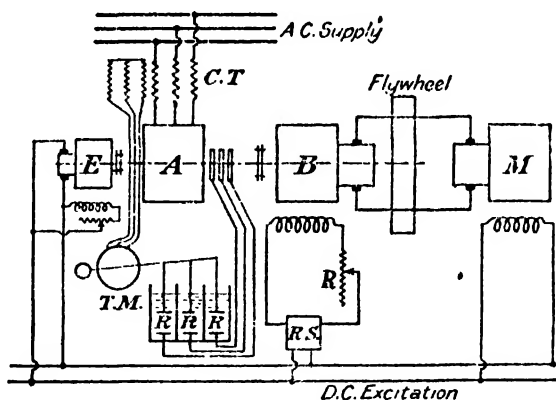 A.C. Supply
C.T
Flywheel
E
A
B
M
T.M.
R
R R R
R.S.
D.C. Excitation